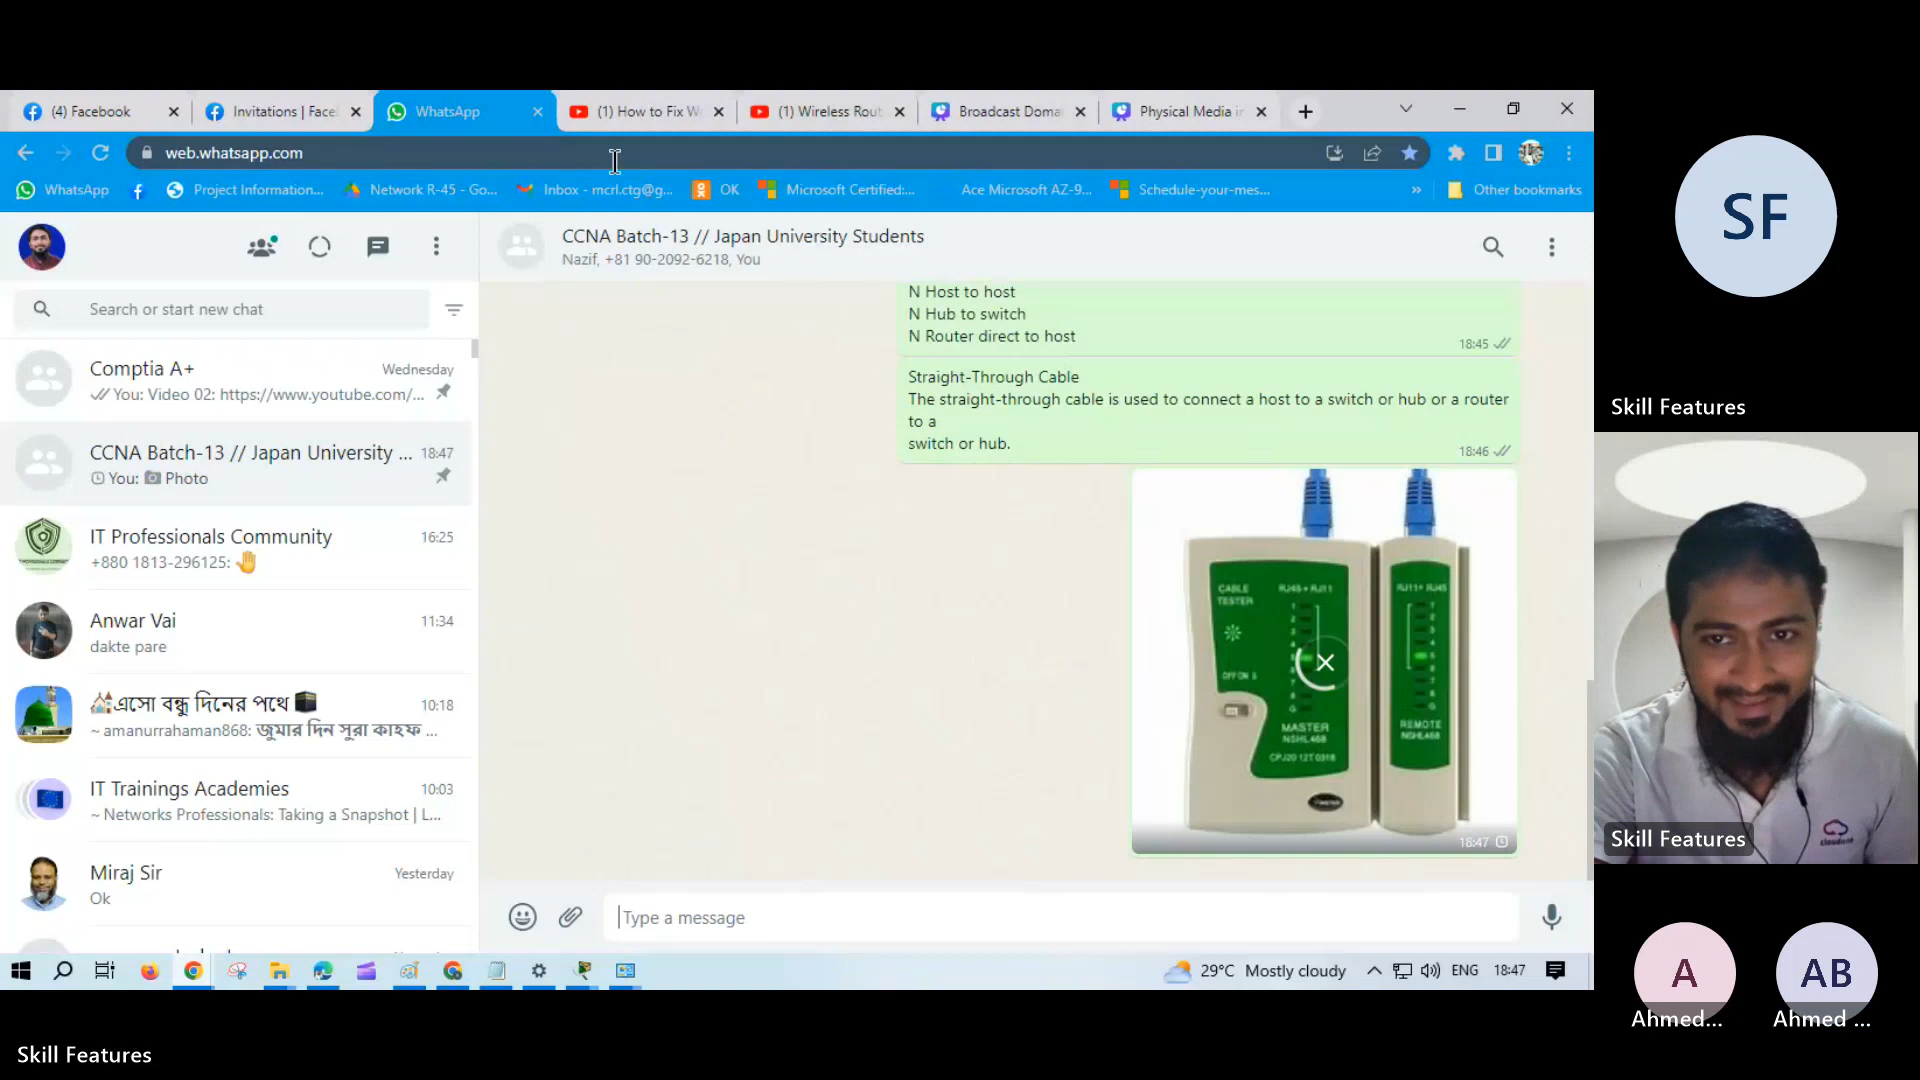 (4) Facebook
Invitations | Face
WhatsApp
(1) How to Fix W
(1) Wireless Rout
Broadcast Doma
Physical Media in
web.whatsapp.com
WhatsApp
Project Information...
Network R-45 - Go...
Inbox - mcrl.ctg@g...
OK
Microsoft Certified:...
Ace Microsoft AZ-9...
Schedule-your-mes...
»
Other bookmarks
Search or start new chat
Comptia A+
Wednesday
You: Video 02: https://www.youtube.com/...
CCNA Batch-13 // Japan University ...
18:47
You: Photo
IT Professionals Community
16:25
+880 1813-296125:
Anwar Vai
11:34
dakte pare
এসো বন্ধু দিনের পথে
10:18
~ amanurrahaman868: জুমার দিন সুরা কাহফ ...
IT Trainings Academies
10:03
~ Networks Professionals: Taking a Snapshot | L...
Miraj Sir
Yesterday
Ok
CCNA Batch-13 // Japan University Students
Nazif, +81 90-2092-6218, You
N Host to host
N Hub to switch
N Router direct to host
18:45
Straight-Through Cable
The straight-through cable is used to connect a host to a switch or hub or a router
to a
switch or hub.
18:46
CABLE
TESTER
RJ45 + RJ11
RJ11+ RJ45
MASTER
NSHL468
REMOTE
NSHL468
18:47
Type a message
29°C Mostly cloudy
ENG
18:47
SF
Skill Features
Skill Features
A
Ahmed...
AB
Ahmed ...
Skill Features